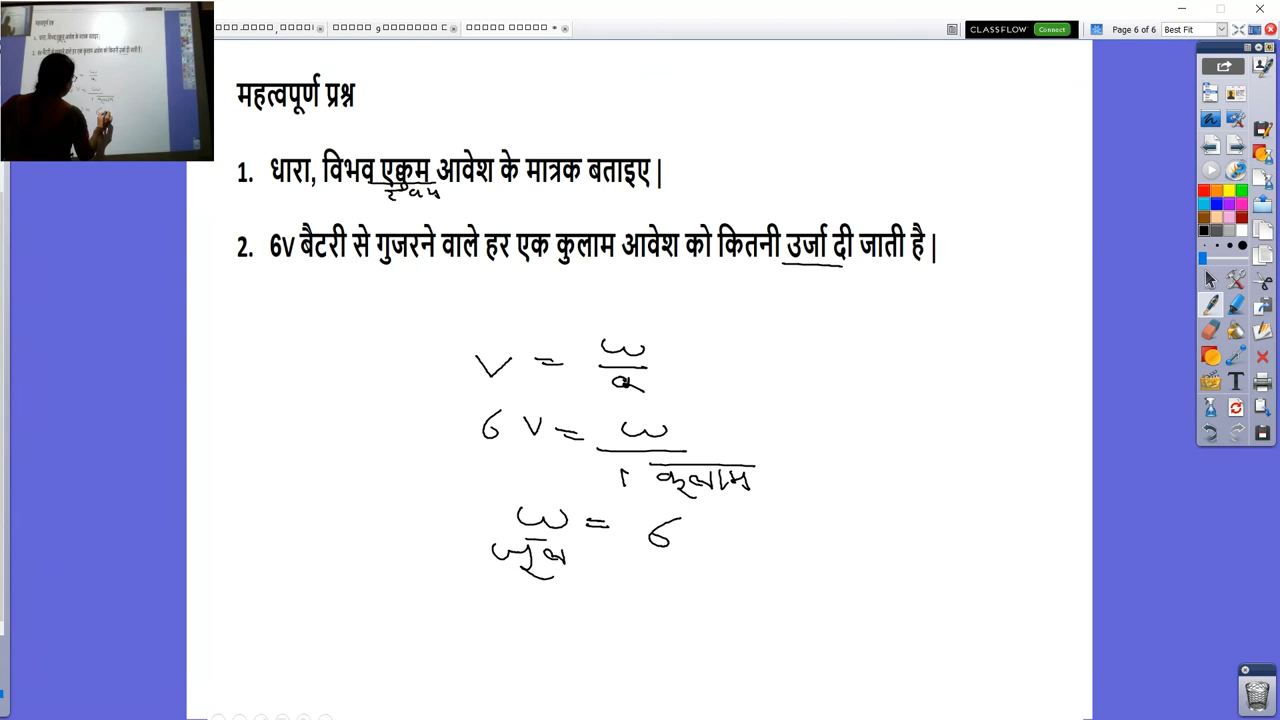 CLASSFLOW Connect Page 6 of 6 Best Fit
महत्वपूर्ण प्रश्न
1. धारा, विभव एकुम आवेश के मात्रक बताइए |
2. 6V बैटरी से गुजरने वाले हर एक कुलाम आवेश को कितनी उर्जा दी जाती है |
V = W
Q
6 V = W
1 कूलाम
W = 6
जूल